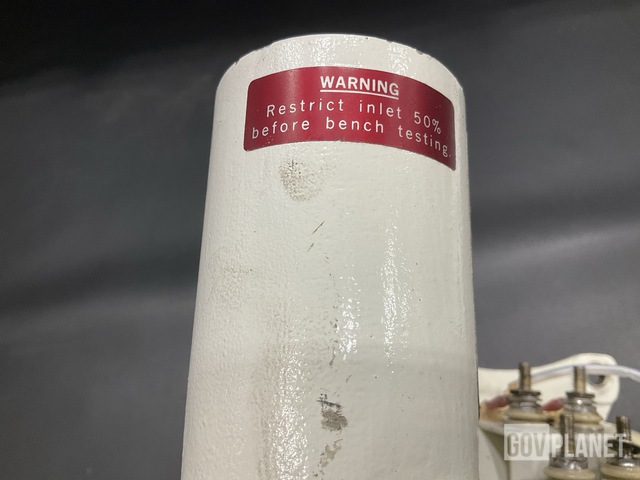 WARNING
Restrict inlet 50%
before bench testing.
GOVPLANET